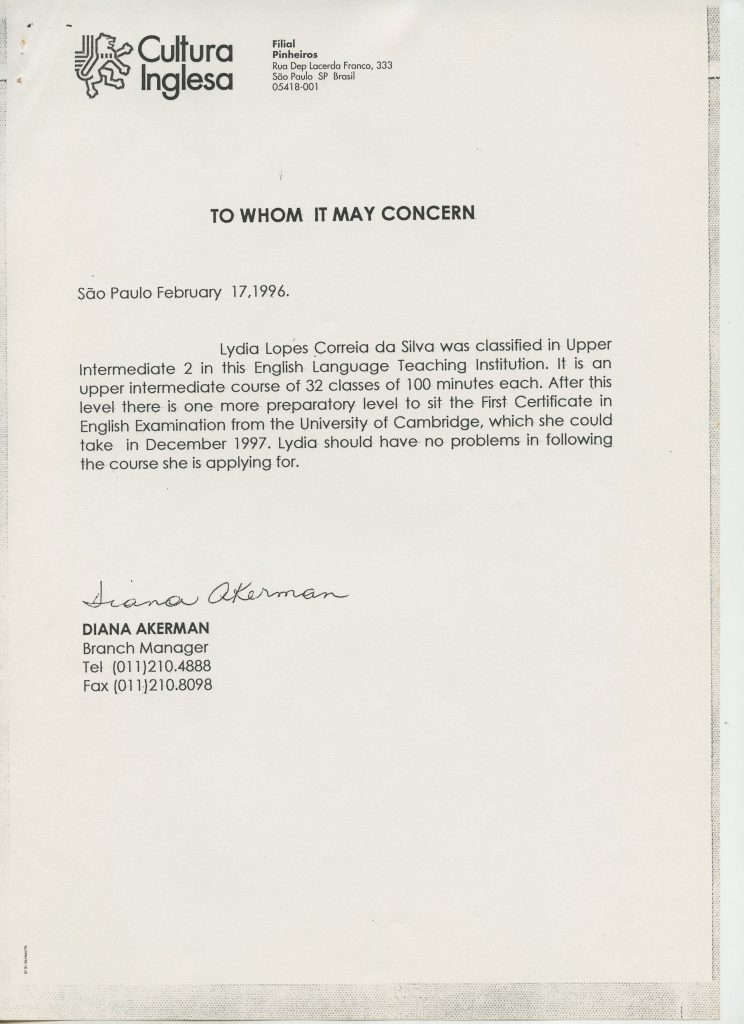 Cultura
Inglesa
Filial
Pinheiros
Rua Dep Lacerda Franco, 333
São Paulo SP Brasil
05418-001
TO WHOM IT MAY CONCERN
São Paulo February 17,1996.
Lydia Lopes Correia da Silva was classified in Upper
Intermediate 2 in this English Language Teaching Institution. It is an
upper intermediate course of 32 classes of 100 minutes each. After this
level there is one more preparatory level to sit the First Certificate in
English Examination from the University of Cambridge, which she could
take in December 1997. Lydia should have no problems in following
the course she is applying for.
Diana Akerman
DIANA AKERMAN
Branch Manager
Tel (011)210.4888
Fax (011)210.8098